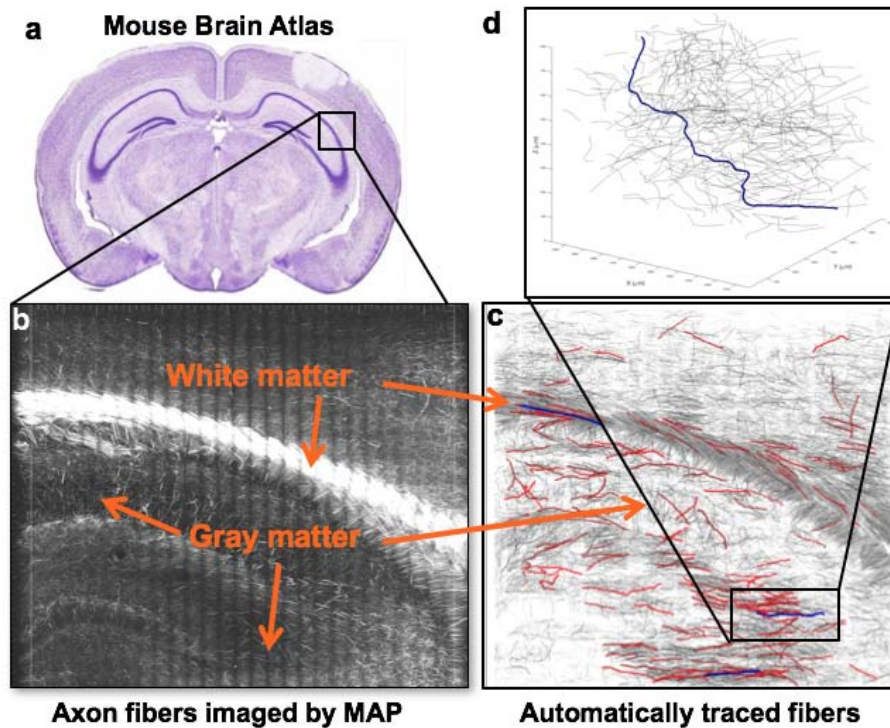 a
Mouse Brain Atlas
d
b
White matter
Gray matter
c
Axon fibers imaged by MAP
Automatically traced fibers